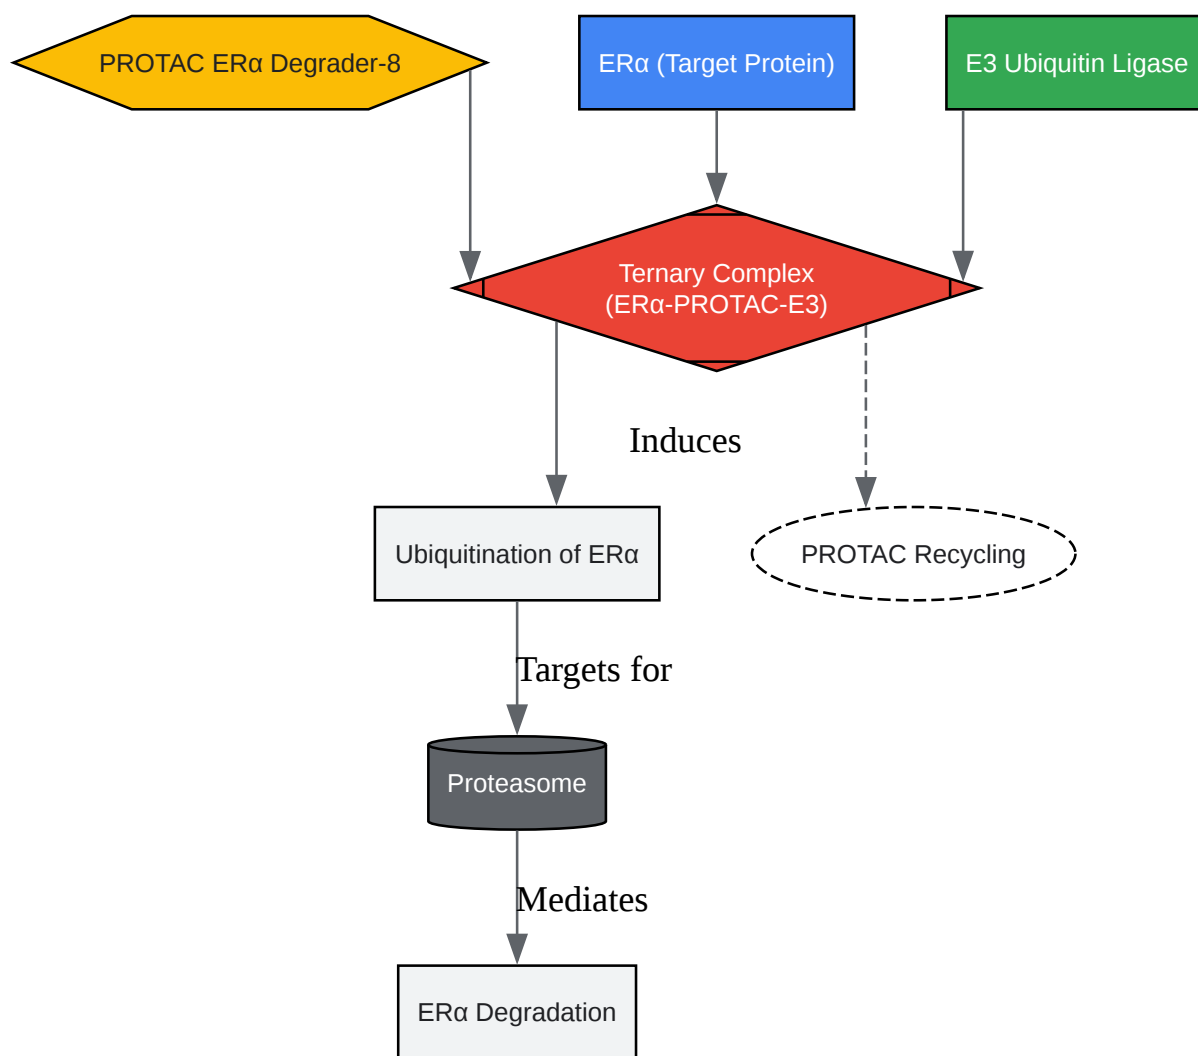 PROTAC ERα Degrader-8
ERα (Target Protein)
E3 Ubiquitin Ligase
Ternary Complex
(ERα-PROTAC-E3)
Induces
Ubiquitination of ERα
PROTAC Recycling
Targets for
Proteasome
Mediates
ERα Degradation